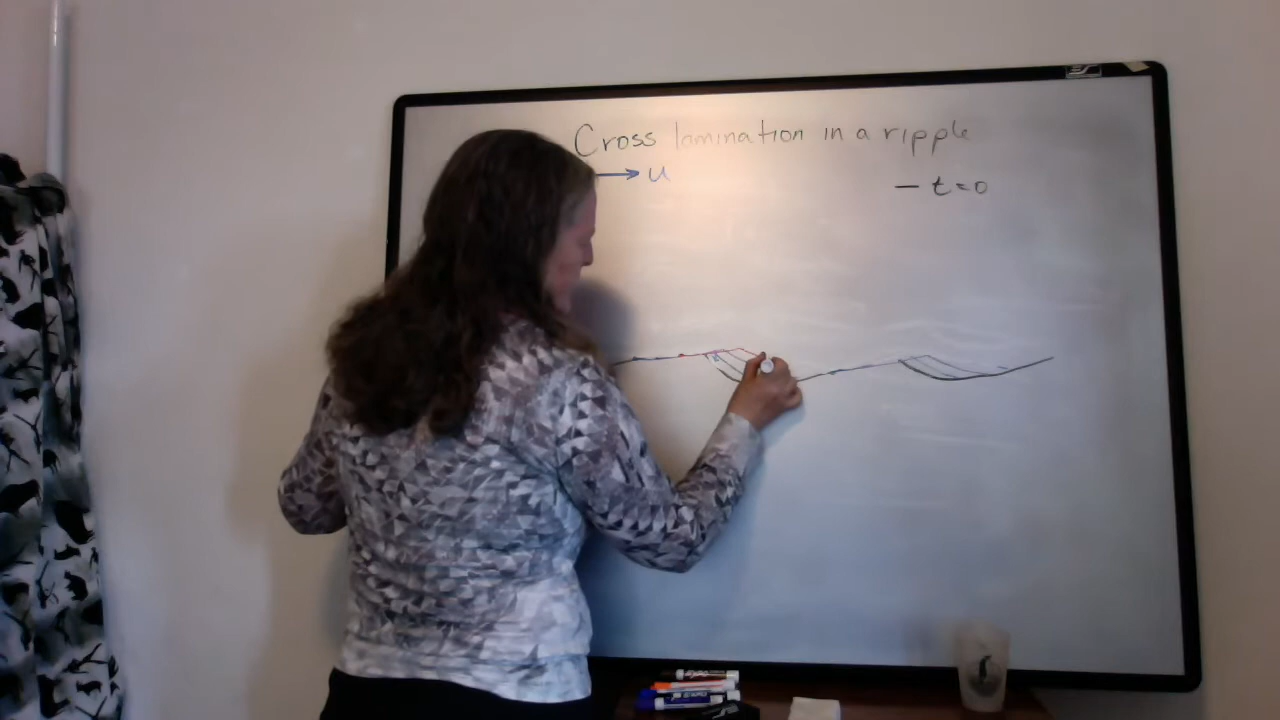 Cross lamination in a ripple
→ u
— t=0